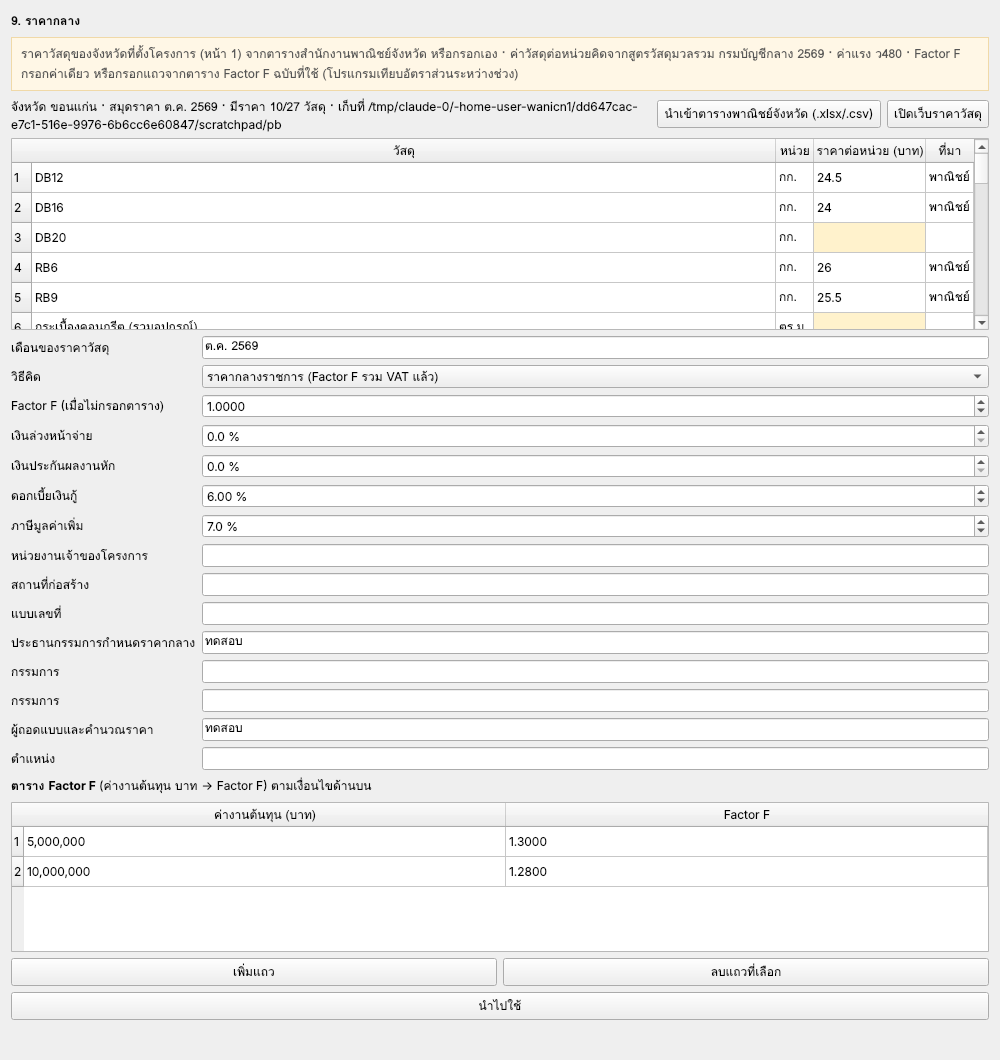 9. ราคากลาง
ราคาวัสดุของจังหวัดที่ตั้งโครงการ (หน้า 1) จากตารางสำนักงานพาณิชย์จังหวัด หรือกรอกเอง · ค่าวัสดุต่อหน่วยคิดจากสูตรวัสดุมวลรวม กรมบัญชีกลาง 2569 · ค่าแรง ว480 · Factor F
กรอกค่าเดียว หรือกรอกแถวจากตาราง Factor F ฉบับที่ใช้ (โปรแกรมเทียบอัตราส่วนระหว่างช่วง)
จังหวัด ขอนแก่น · สมุดราคา ต.ค. 2569 · มีราคา 10/27 วัสดุ · เก็บที่ /tmp/claude-0/-home-user-wanicn1/dd647cac-
e7c1-516e-9976-6b6cc6e60847/scratchpad/pb
นำเข้าตารางพาณิชย์จังหวัด (.xlsx/.csv)
เปิดเว็บราคาวัสดุ
วัสดุ หน่วย ราคาต่อหน่วย (บาท) ที่มา
1 DB12 กก. 24.5 พาณิชย์
2 DB16 กก. 24 พาณิชย์
3 DB20 กก.
4 RB6 กก. 26 พาณิชย์
5 RB9 กก. 25.5 พาณิชย์
6 กระเบื้องคอนกรีต (รวมอุปกรณ์) ตร.ม.
เดือนของราคาวัสดุ ต.ค. 2569
วิธีคิด ราคากลางราชการ (Factor F รวม VAT แล้ว)
Factor F (เมื่อไม่กรอกตาราง) 1.0000
เงินล่วงหน้าจ่าย 0.0 %
เงินประกันผลงานหัก 0.0 %
ดอกเบี้ยเงินกู้ 6.00 %
ภาษีมูลค่าเพิ่ม 7.0 %
หน่วยงานเจ้าของโครงการ
สถานที่ก่อสร้าง
แบบเลขที่
ประธานกรรมการกำหนดราคากลาง ทดสอบ
กรรมการ
กรรมการ
ผู้ถอดแบบและคำนวณราคา ทดสอบ
ตำแหน่ง
ตาราง Factor F (ค่างานต้นทุน บาท → Factor F) ตามเงื่อนไขด้านบน
ค่างานต้นทุน (บาท) Factor F
1 5,000,000 1.3000
2 10,000,000 1.2800
เพิ่มแถว
ลบแถวที่เลือก
นำไปใช้